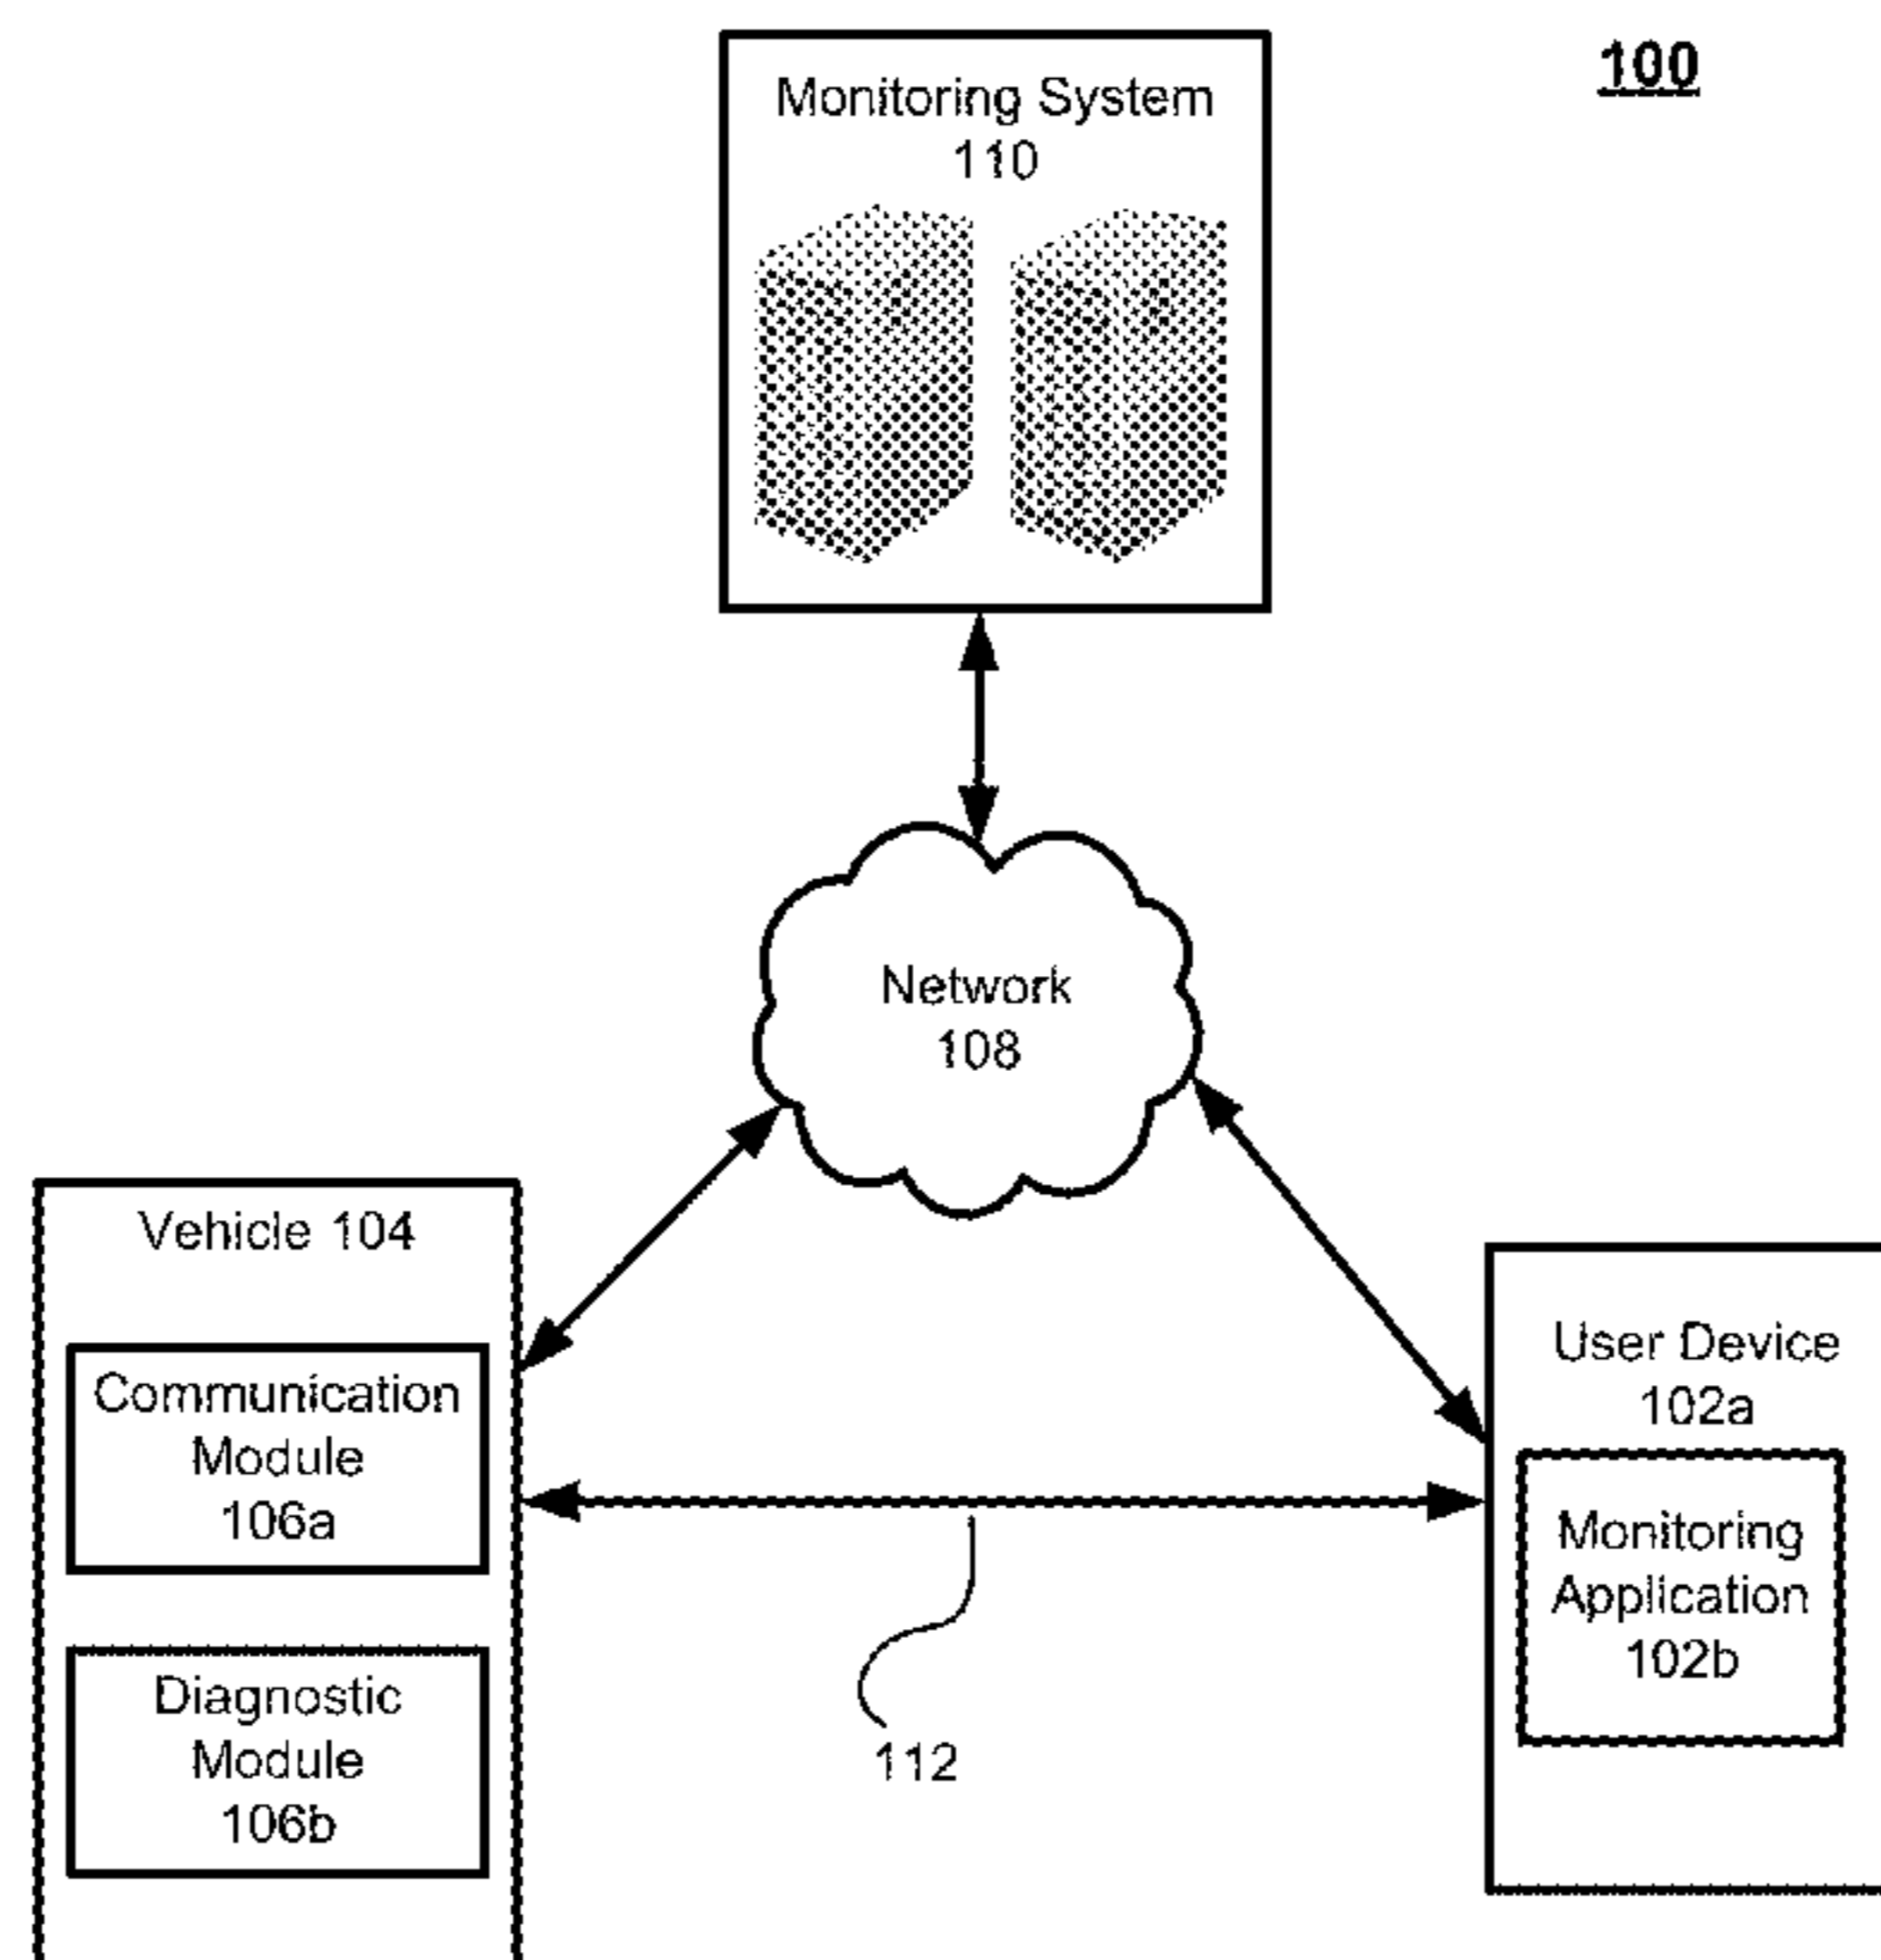 100
Monitoring System
110
Network
108
Vehicle 104
Communication
Module
106a
Diagnostic
Module
106b
112
User Device
102a
Monitoring
Application
102b